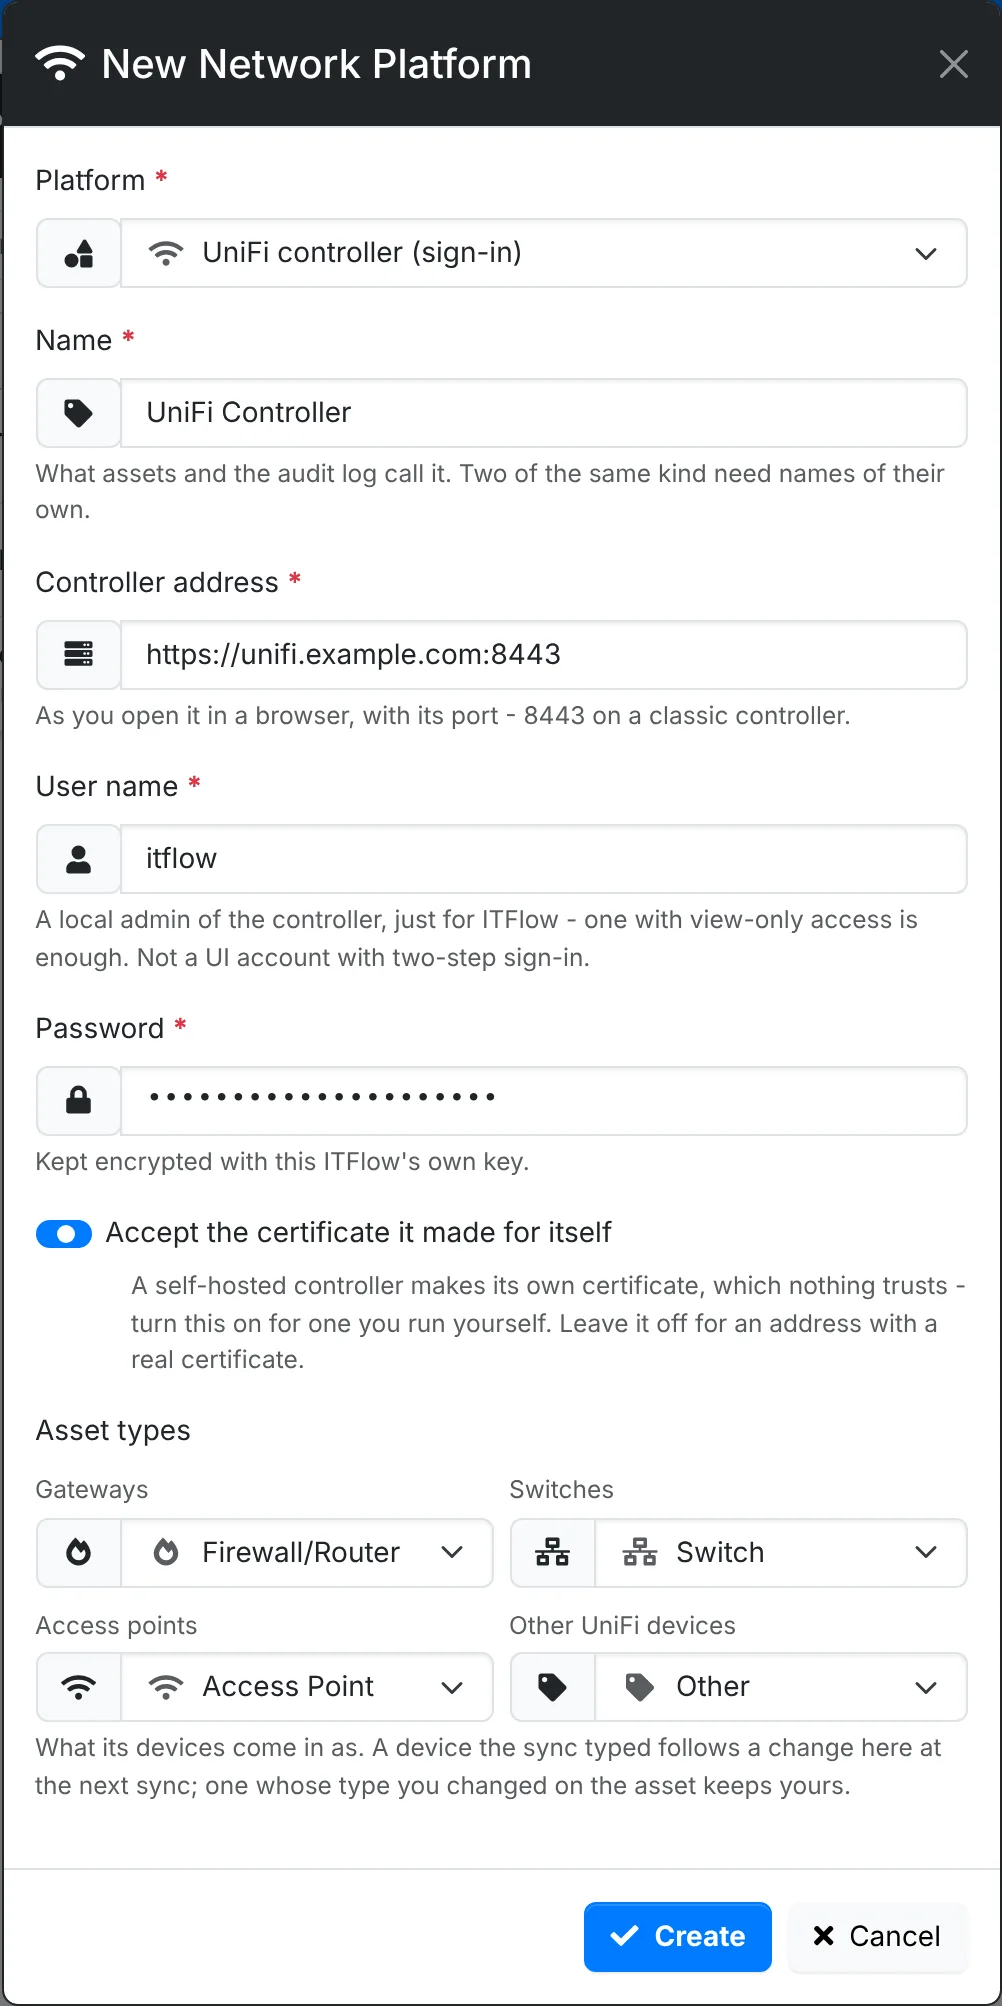 New Network Platform
Platform *
UniFi controller (sign-in)
Name *
UniFi Controller
What assets and the audit log call it. Two of the same kind need names of their
own.
Controller address *
https://unifi.example.com:8443
As you open it in a browser, with its port - 8443 on a classic controller.
User name *
itflow
A local admin of the controller, just for ITFlow - one with view-only access is
enough. Not a UI account with two-step sign-in.
Password *
•••••••••••••••••••••
Kept encrypted with this ITFlow's own key.
Accept the certificate it made for itself
A self-hosted controller makes its own certificate, which nothing trusts -
turn this on for one you run yourself. Leave it off for an address with a
real certificate.
Asset types
Gateways
Switches
Firewall/Router
Switch
Access points
Other UniFi devices
Access Point
Other
What its devices come in as. A device the sync typed follows a change here at
the next sync; one whose type you changed on the asset keeps yours.
Create
Cancel